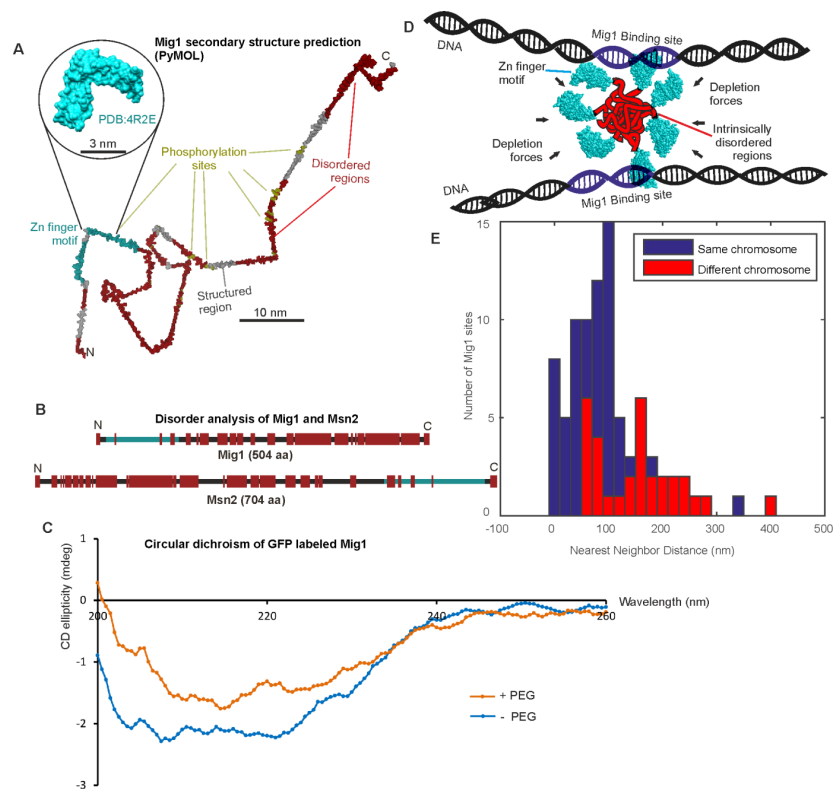 A
Mig1 secondary structure prediction
(PyMOL)
C
PDB:4R2E
3 nm
Phosphorylation
sites
Disordered
regions
Zn finger
motif
Structured
region
10 nm
N
B
Disorder analysis of Mig1 and Msn2
N
C
Mig1 (504 aa)
N
C
Msn2 (704 aa)
C
Circular dichroism of GFP labeled Mig1
CD ellipticity (mdeg)
1
0
-1
-2
-3
200
220
240
260
Wavelength (nm)
+ PEG
- PEG
D
DNA
Mig1 Binding site
Zn finger
motif
Depletion
forces
Depletion
forces
Intrinsically
disordered
regions
DNA
Mig1 Binding site
E
Number of Mig1 sites
15
10
5
0
-100
0
100
200
300
400
500
Nearest Neighbor Distance (nm)
Same chromosome
Different chromosome